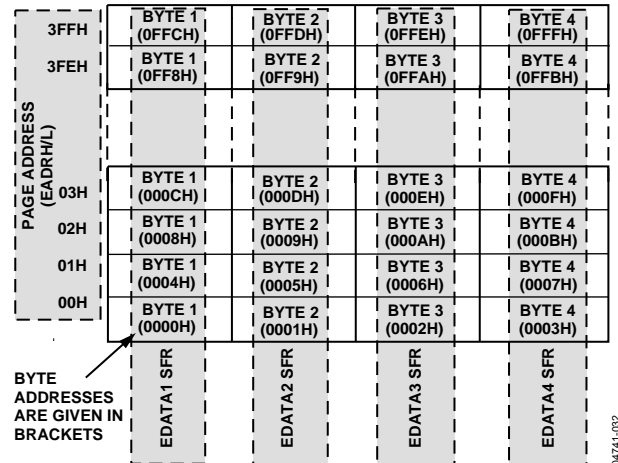 3FFH
BYTE 1 BYTE 2 BYTE 3 BYTE 4
(0FFCH) (0FFDH) (0FFEH) (0FFFH)
3FEH
BYTE 1 BYTE 2 BYTE 3 BYTE 4
(0FF8H) (0FF9H) (0FFAH) (0FFBH)
PAGE ADDRESS
(EADRH/L)
03H
BYTE 1 BYTE 2 BYTE 3 BYTE 4
(000CH) (000DH) (000EH) (000FH)
02H
BYTE 1 BYTE 2 BYTE 3 BYTE 4
(0008H) (0009H) (000AH) (000BH)
01H
BYTE 1 BYTE 2 BYTE 3 BYTE 4
(0004H) (0005H) (0006H) (0007H)
00H
BYTE 1 BYTE 2 BYTE 3 BYTE 4
(0000H) (0001H) (0002H) (0003H)
BYTE
ADDRESSES
ARE GIVEN IN
BRACKETS
EDATA1 SFR
EDATA2 SFR
EDATA3 SFR
EDATA4 SFR
04741-032